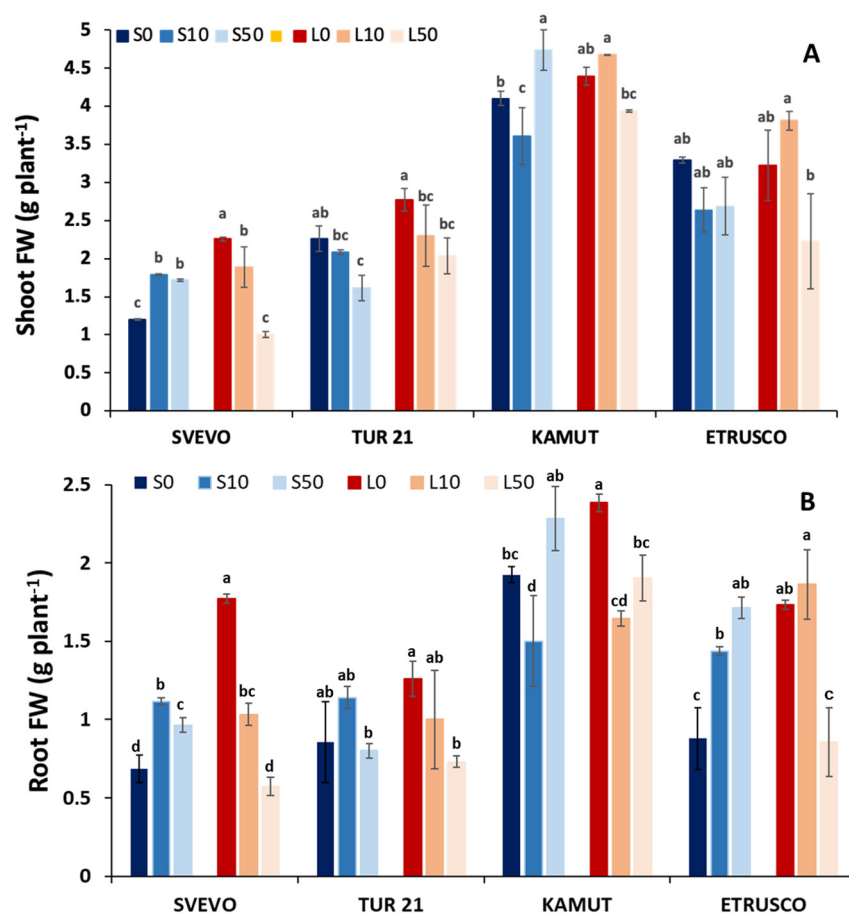 S0 S10 S50 L0 L10 L50
A
Shoot FW (g plant⁻¹)
5
4.5
4
3.5
3
2.5
2
1.5
1
0.5
0
c b b a b c
ab bc c a bc bc
b c a ab a bc
ab ab ab ab a b
SVEVO TUR 21 KAMUT ETRUSCO
S0 S10 S50 L0 L10 L50
B
Root FW (g plant⁻¹)
2.5
2
1.5
1
0.5
0
d b c a bc d
ab ab b a ab b
bc d ab a cd bc
c b ab ab a c
SVEVO TUR 21 KAMUT ETRUSCO